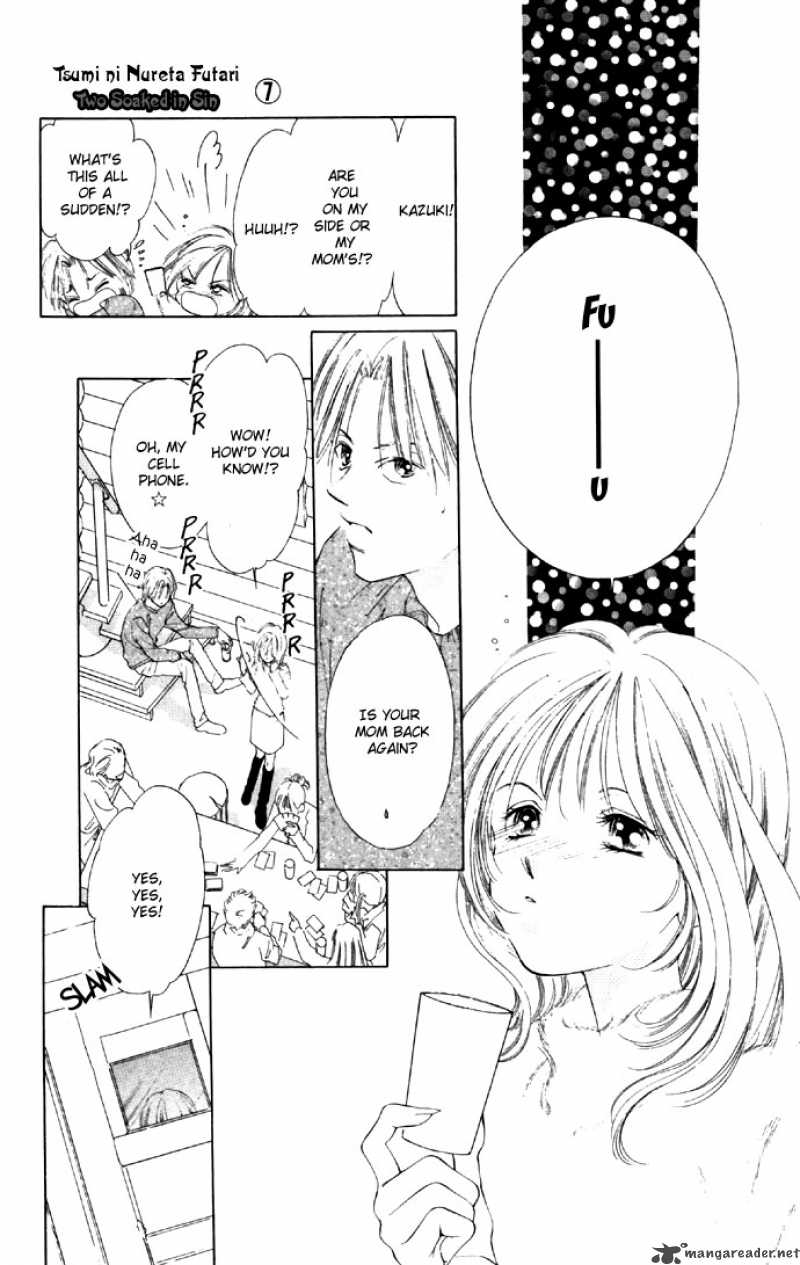 Tsumi ni Nureta Futari
Two Soaked in Sin
7
FU
U
KAZUKI!
ARE
YOU
ON MY
SIDE OR
MY
MOM'S!?
HUUH!?
WHAT'S
THIS ALL
OF A
SUDDEN!?
IS YOUR
MOM BACK
AGAIN?
WOW!
HOW'D YOU
KNOW!?
PRRR
OH, MY
CELL
PHONE.
☆
PRRR
PRRR
Aha
ha
ha
YES,
YES,
YES!
SLAM
mangareader.net